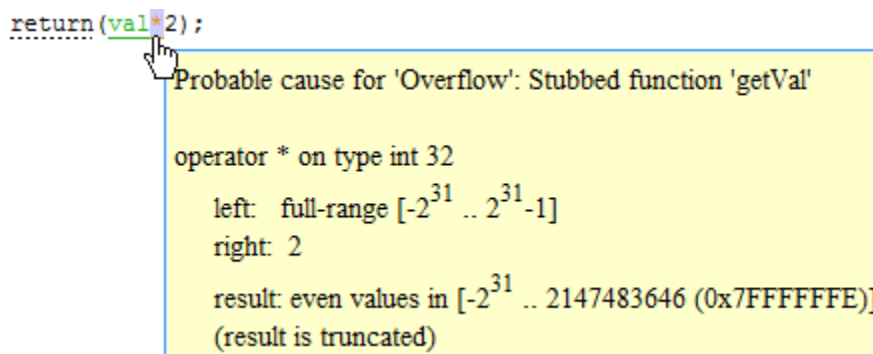 return(val*2);
Probable cause for 'Overflow': Stubbed function 'getVal'
operator * on type int 32
left: full-range [-2^31 .. 2^31-1]
right: 2
result: even values in [-2^31 .. 2147483646 (0x7FFFFFFE)]
(result is truncated)